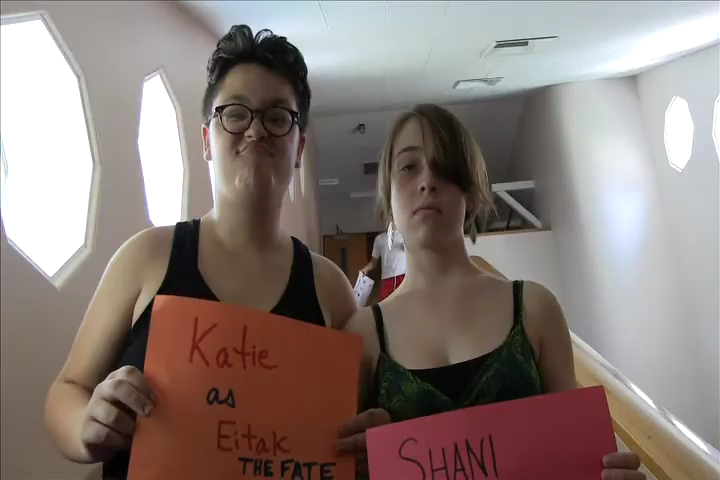 Katie
as
Eitak
THE FATE
SHANI